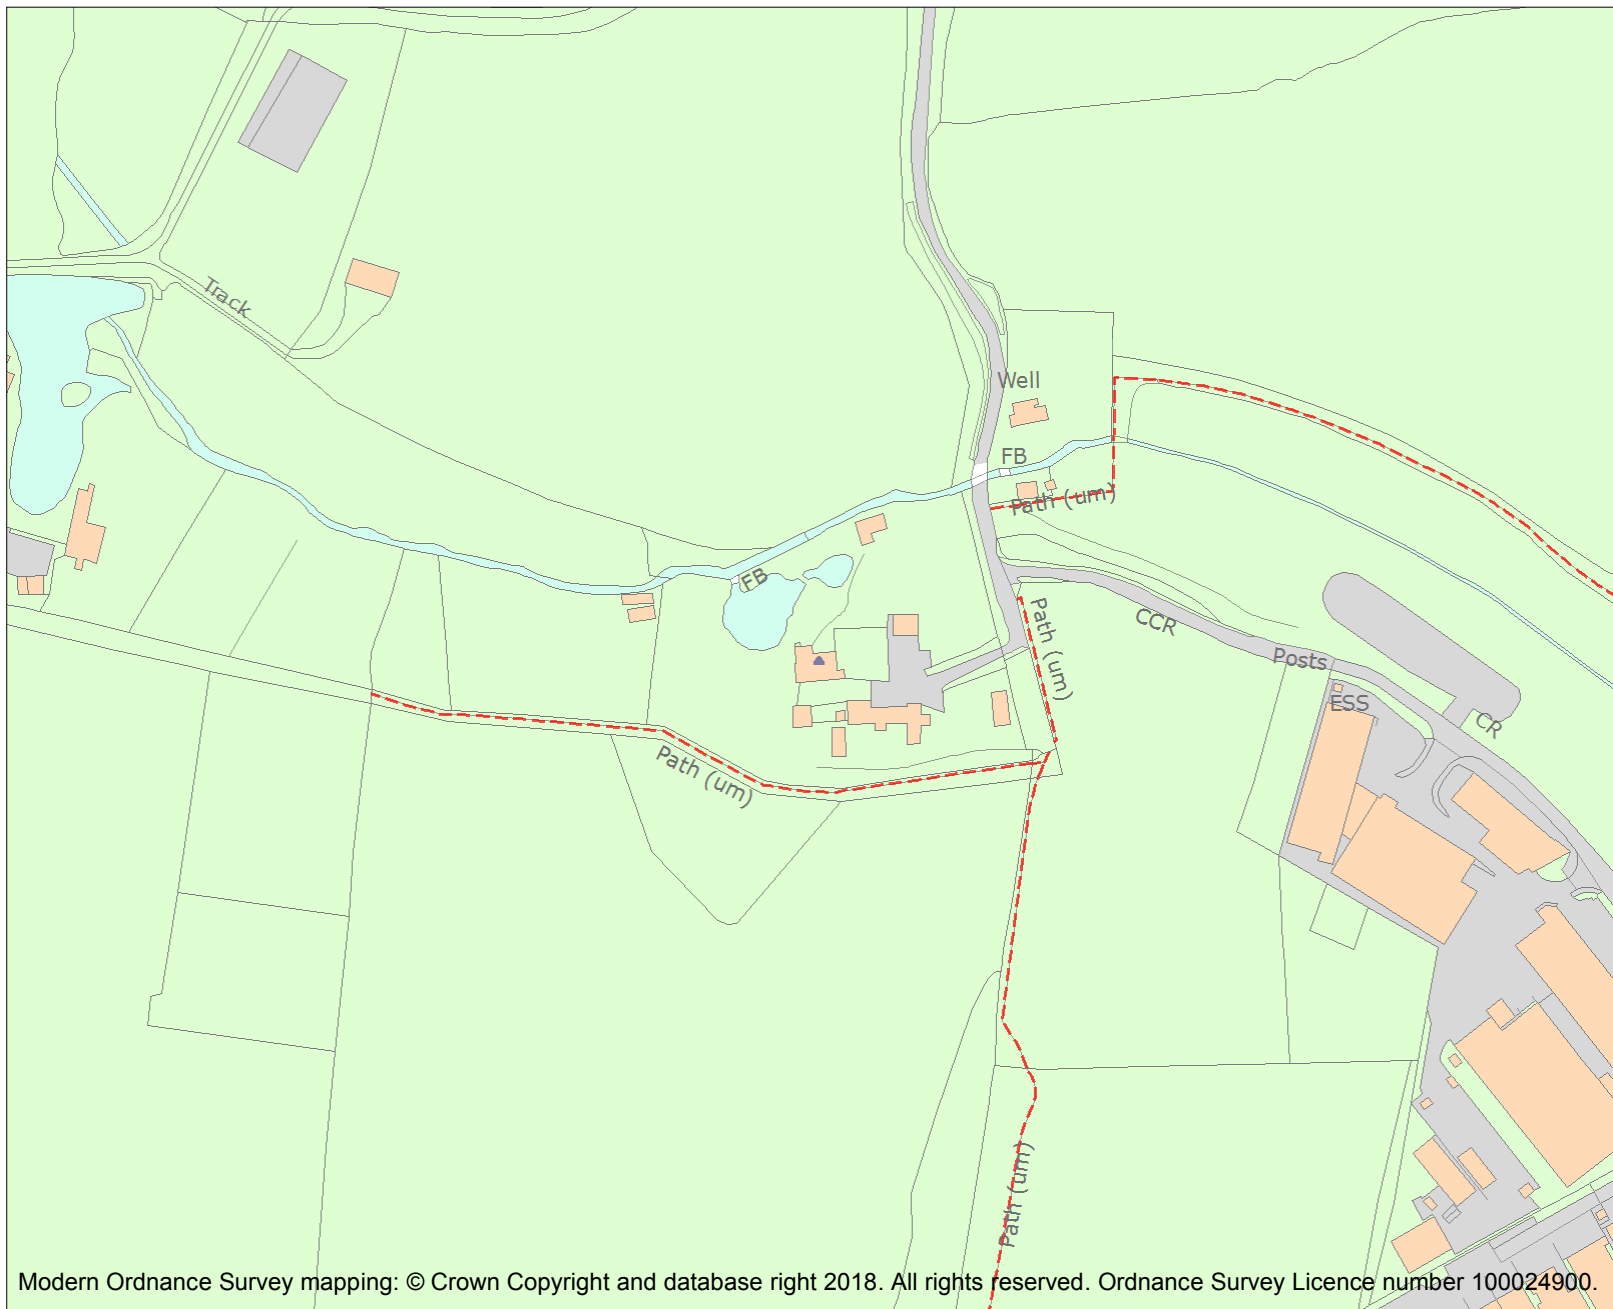 Track
Well
FB
Path (um)
FB
Path (um)
CCR
Posts
ESS
CR
Path (um)
Path (um)
Modern Ordnance Survey mapping: © Crown Copyright and database right 2018. All rights reserved. Ordnance Survey Licence number 100024900.